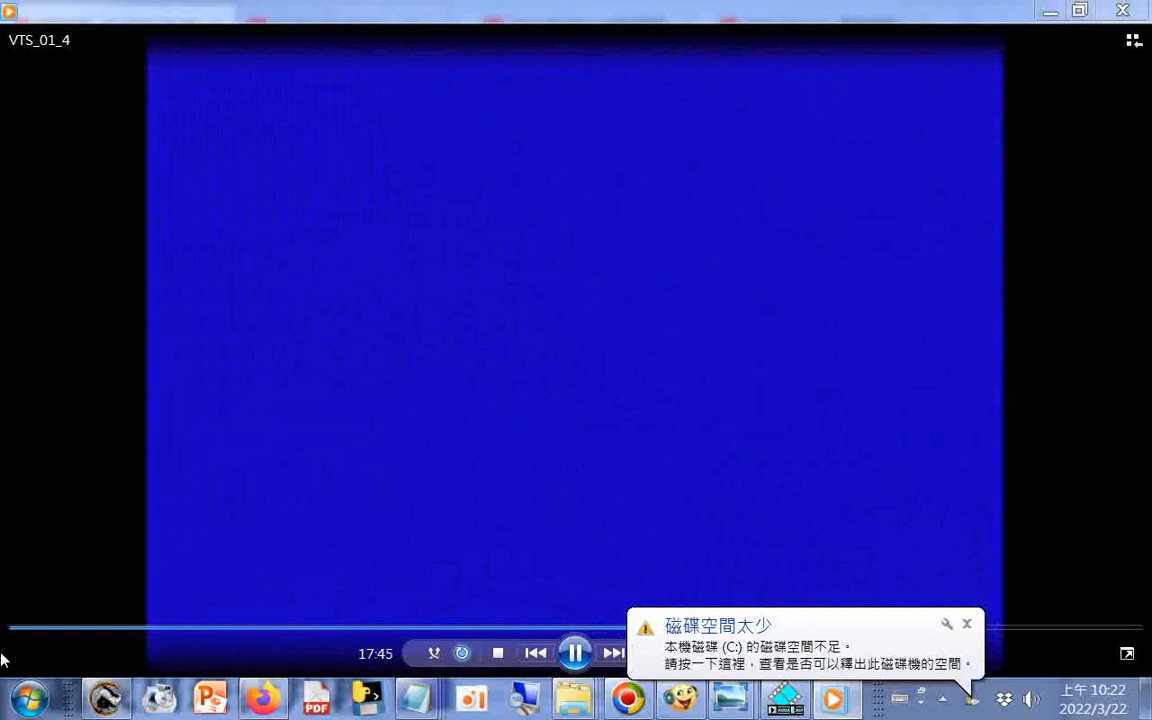 VTS_01_4
磁碟空間太少
本機磁碟 (C:) 的磁碟空間不足。
請按一下這裡，查看是否可以釋出此磁碟機的空間。
17:45
PDF
上午 10:22
2022/3/22